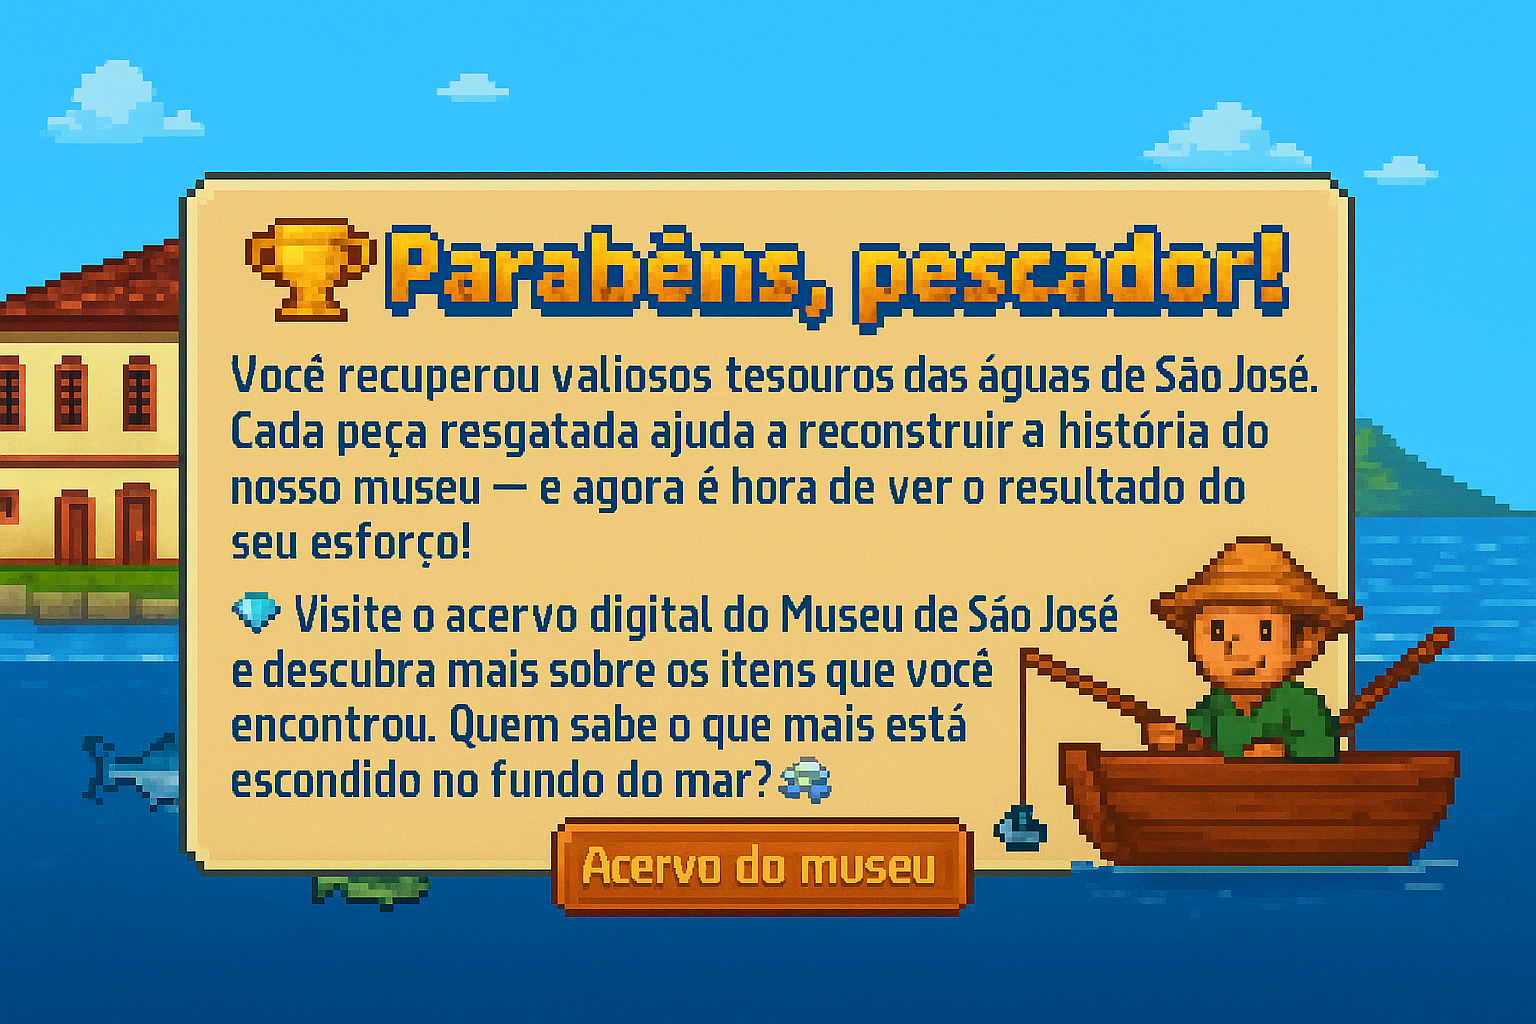 Parabéns, pescador!
Você recuperou valiosos tesouros das águas de São José.
Cada peça resgatada ajuda a reconstruir a história do
nosso museu — e agora é hora de ver o resultado do
seu esforço!
Visite o acervo digital do Museu de Sáo José
e descubra mais sobre os itens que você
encontrou. Quem sabe o que mais está
escondido no fundo do mar?
Acervo do museu